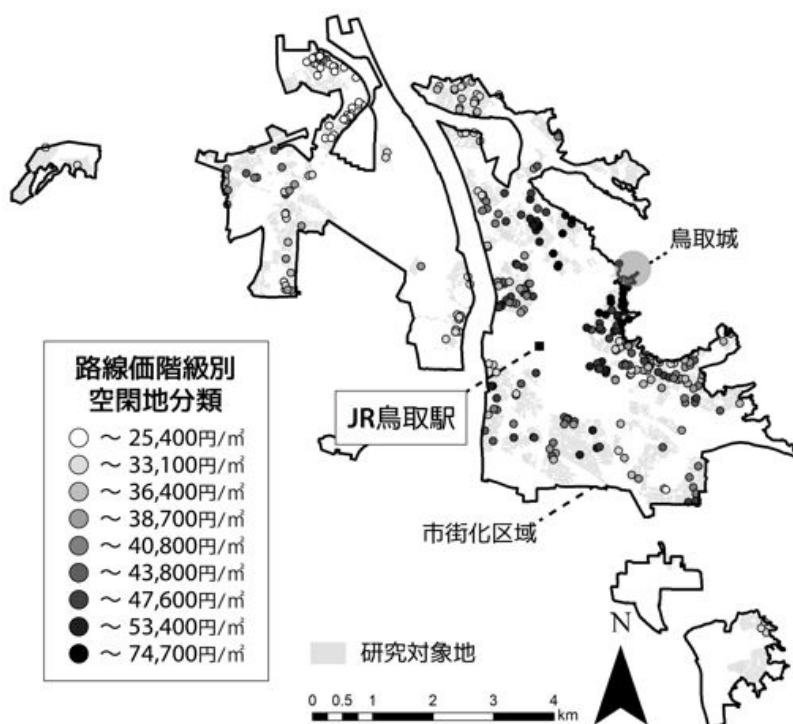 鳥取城
路線価階級別
空閑地分類
～ 25,400円/㎡
～ 33,100円/㎡
～ 36,400円/㎡
～ 38,700円/㎡
～ 40,800円/㎡
～ 43,800円/㎡
～ 47,600円/㎡
～ 53,400円/㎡
～ 74,700円/㎡
JR鳥取駅
市街化区域
研究対象地
N
0 0.5 1 2 3 4
km